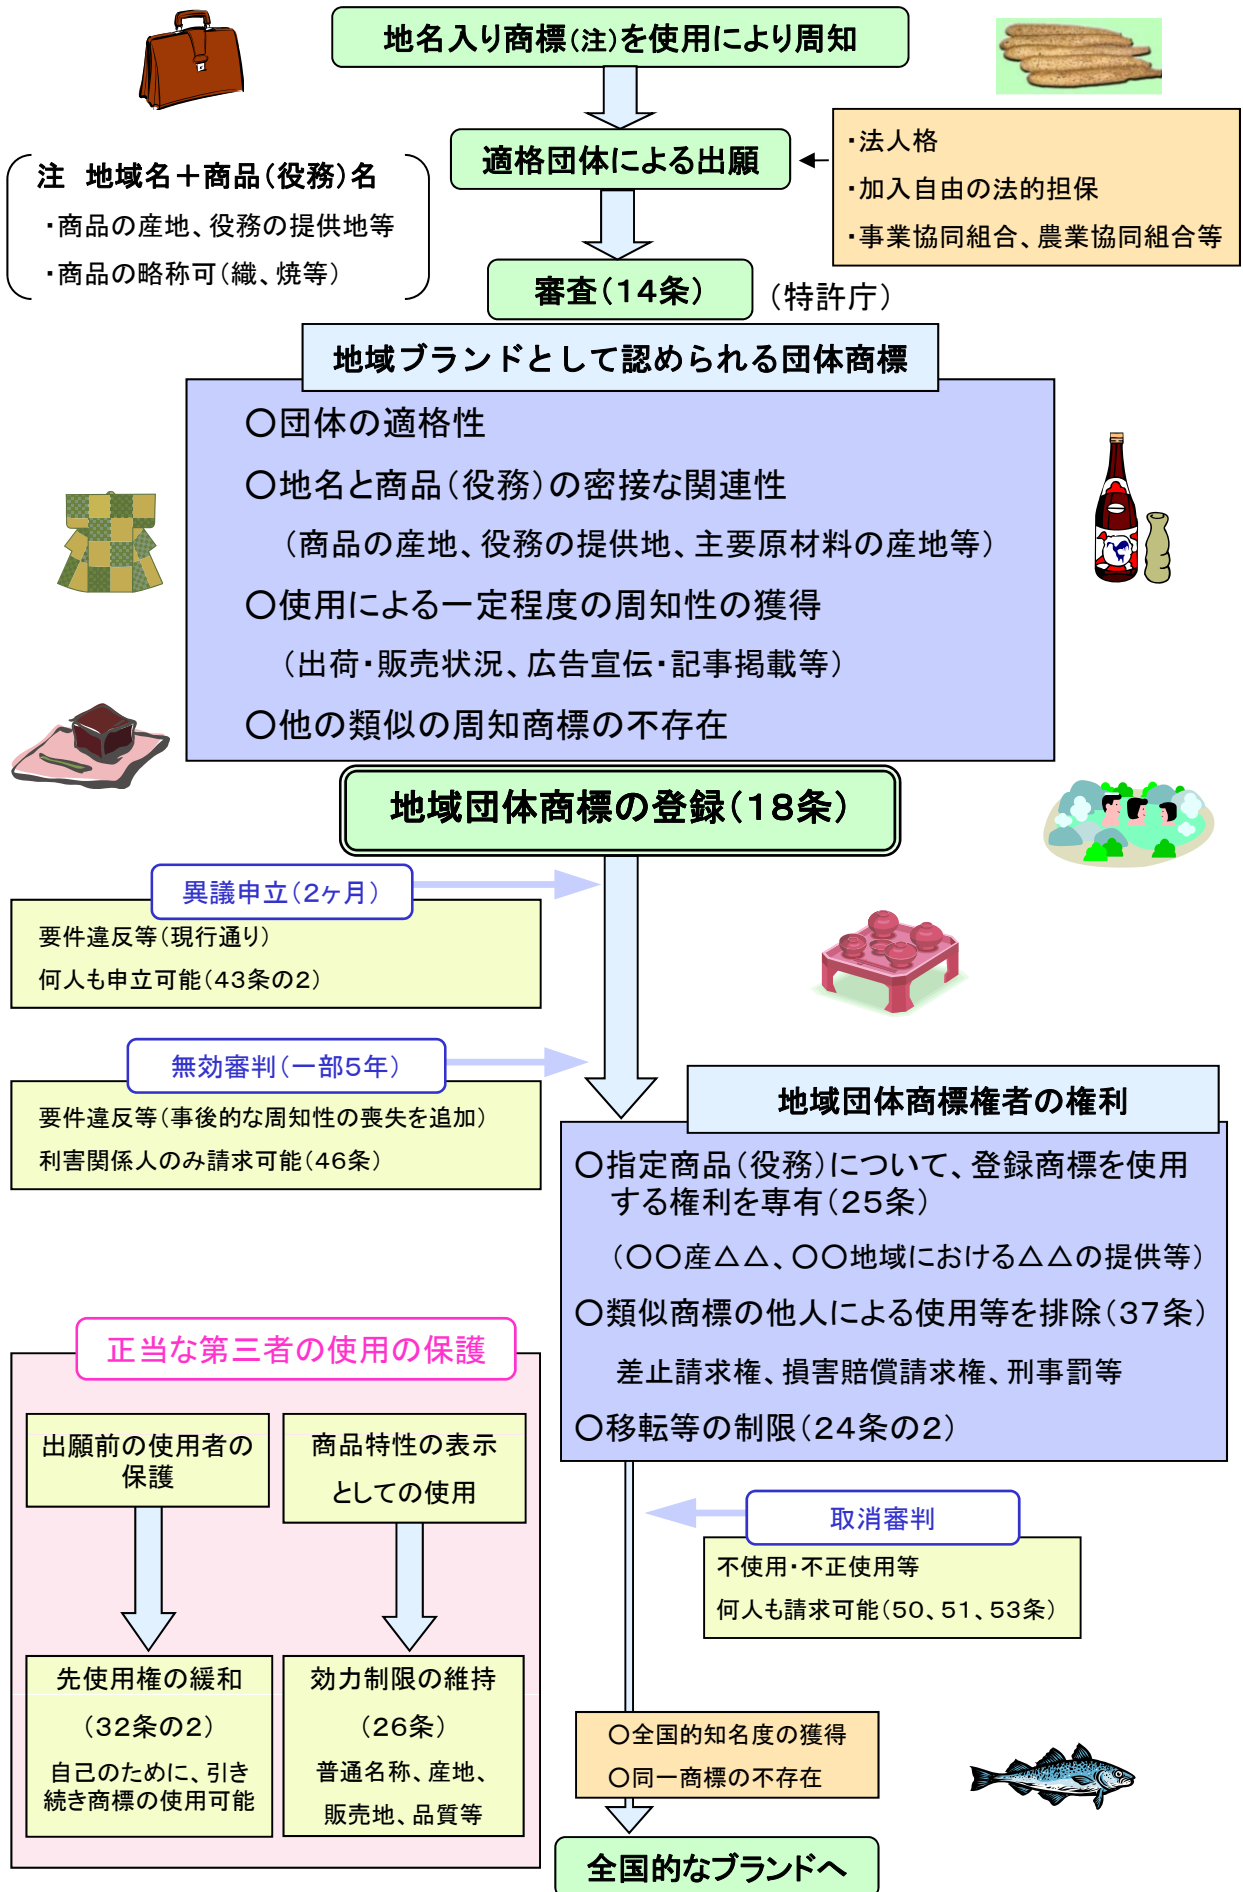 地名入り商標（注）を使用により周知
適格団体による出願
・法人格
・加入自由の法的担保
・事業協同組合、農業協同組合等
注　地域名＋商品（役務）名
・商品の産地、役務の提供地等
・商品の略称可（織、焼等）
審査（１４条）
（特許庁）
地域ブランドとして認められる団体商標
○団体の適格性
○地名と商品（役務）の密接な関連性
（商品の産地、役務の提供地、主要原材料の産地等）
○使用による一定程度の周知性の獲得
（出荷・販売状況、広告宣伝・記事掲載等）
○他の類似の周知商標の不存在
地域団体商標の登録（１８条）
異議申立（２ヶ月）
要件違反等（現行通り）
何人も申立可能（４３条の２）
無効審判（一部５年）
要件違反等（事後的な周知性の喪失を追加）
利害関係人のみ請求可能（４６条）
地域団体商標権者の権利
○指定商品（役務）について、登録商標を使用
する権利を専有（２５条）
（○○産△△、○○地域における△△の提供等）
○類似商標の他人による使用等を排除（３７条）
差止請求権、損害賠償請求権、刑事罰等
○移転等の制限（２４条の２）
正当な第三者の使用の保護
出願前の使用者の
保護
商品特性の表示
としての使用
先使用権の緩和
（３２条の２）
自己のために、引き
続き商標の使用可能
効力制限の維持
（２６条）
普通名称、産地、
販売地、品質等
取消審判
不使用・不正使用等
何人も請求可能（５０、５１、５３条）
○全国的知名度の獲得
○同一商標の不存在
全国的なブランドへ